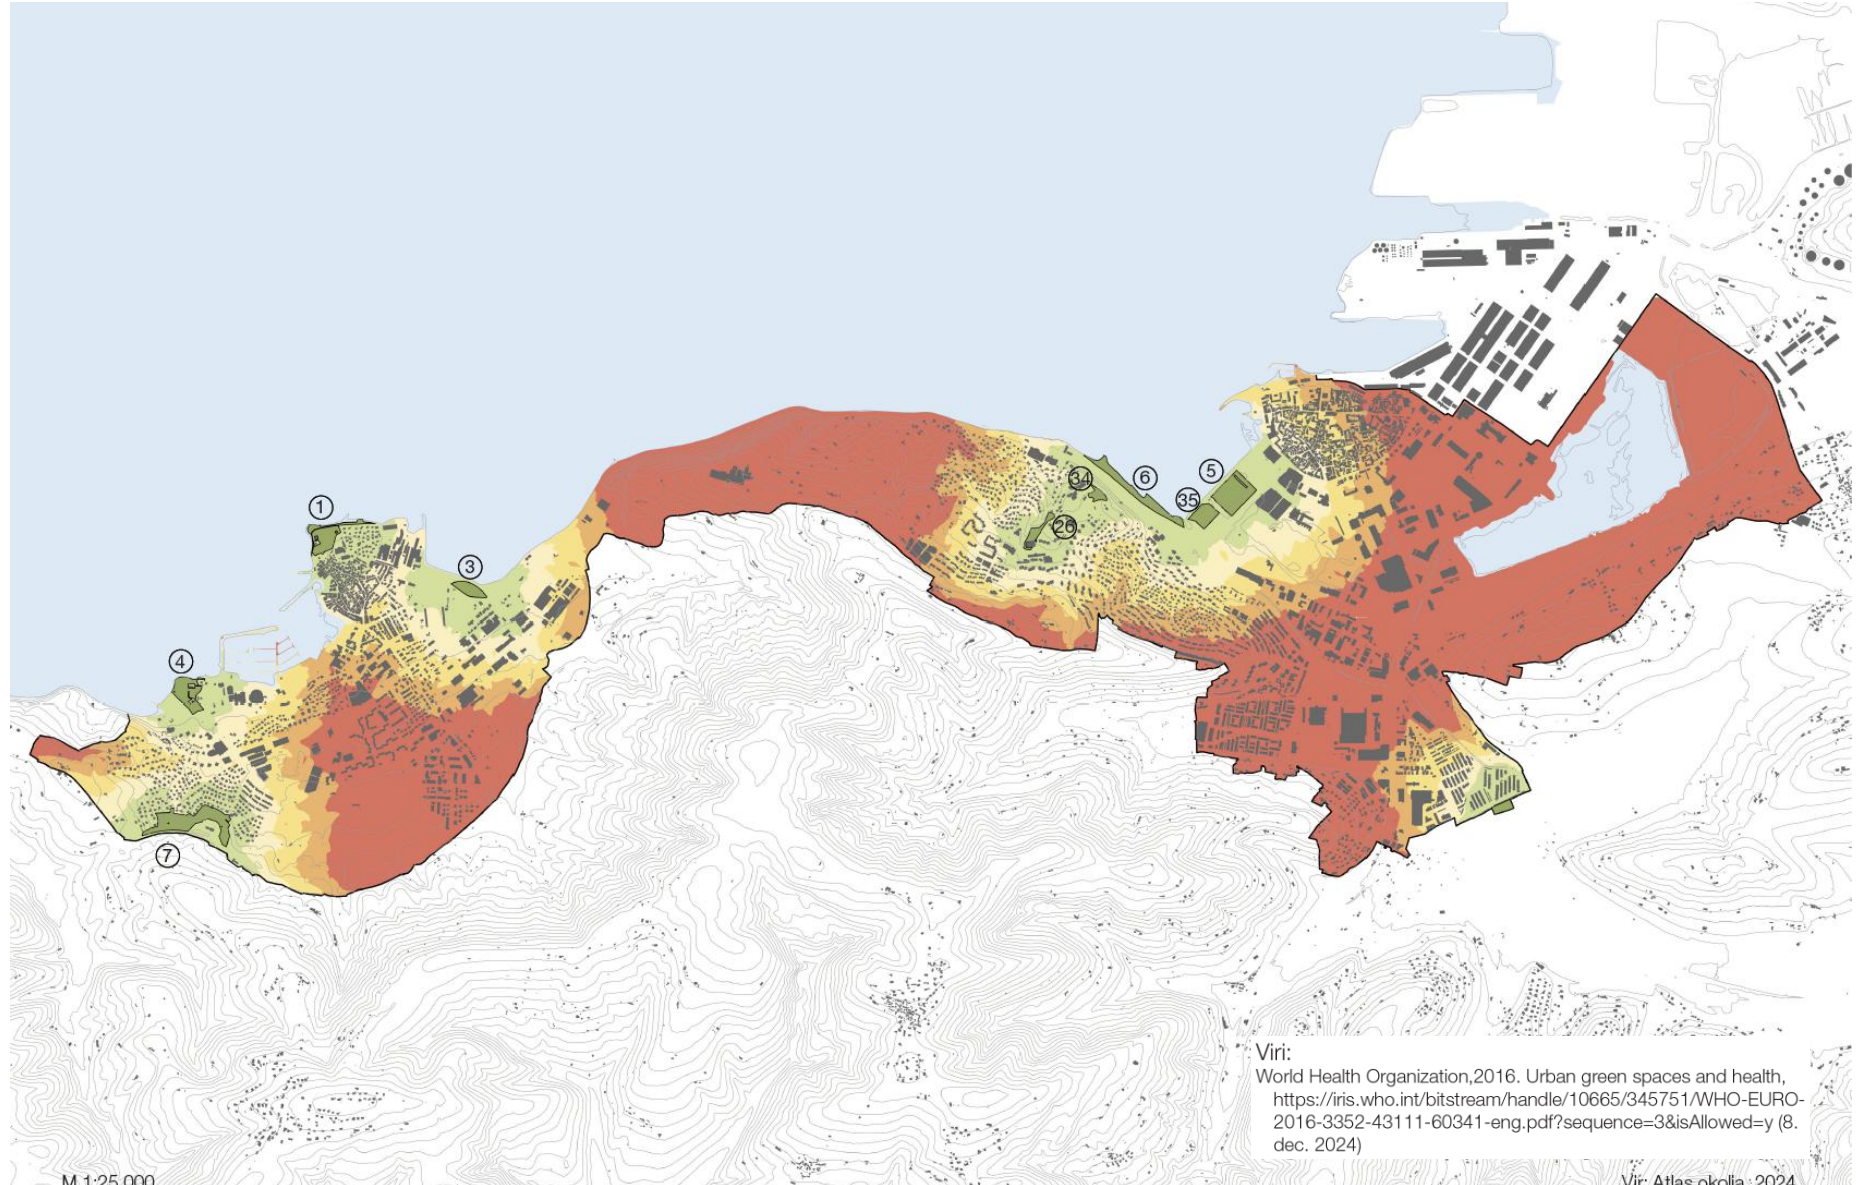 5
6
34
35
1
26
3
4
7
Viri:
World Health Organization,2016. Urban green spaces and health,
https://iris.who.int/bitstream/handle/10665/345751/WHO-EURO-
2016-3352-43111-60341-eng.pdf?sequence=3&isAllowed=y (8.
dec. 2024)
M 1:25 000
Vir: Atlas okolja, 2024